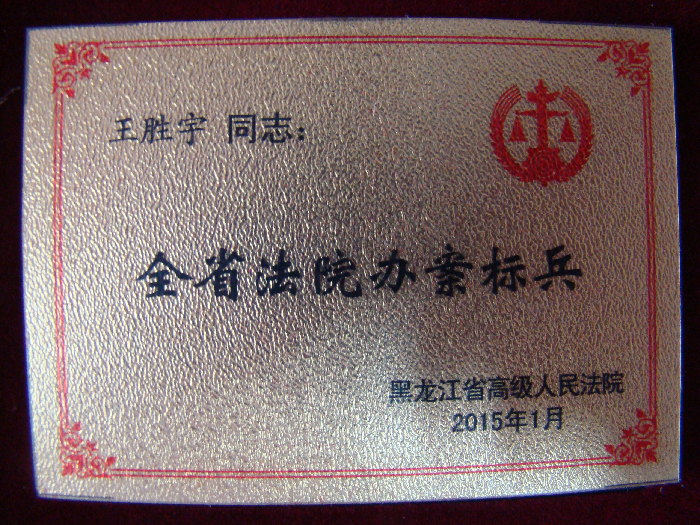 王胜宇 同志：
全省法院办案标兵
黑龙江省高级人民法院
2015年1月